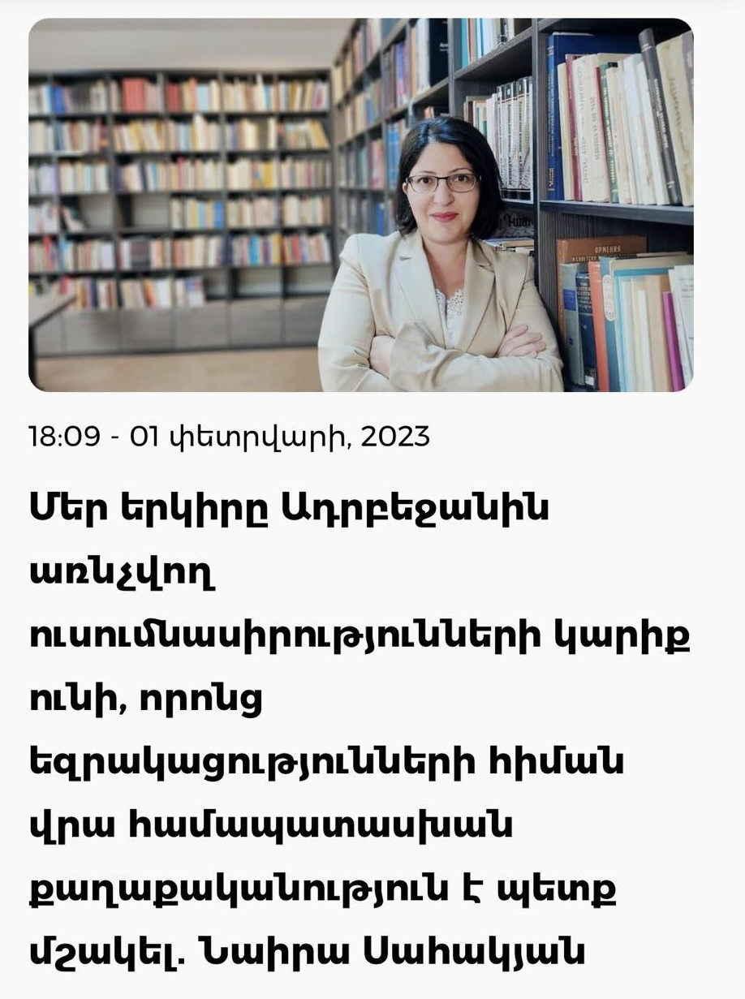 ԱՐՄԵՆԻЯ
18:09 - 01 փետրվարի, 2023
Մեր երկիրը Ադրբեջանին
առնչվող
ուսումնասիրությունների կարիք
ունի, որոնց
եզրակացությունների հիման
վրա համապատասխան
քաղաքականություն է պետք
մշակել. Նաիրա Սահակյան